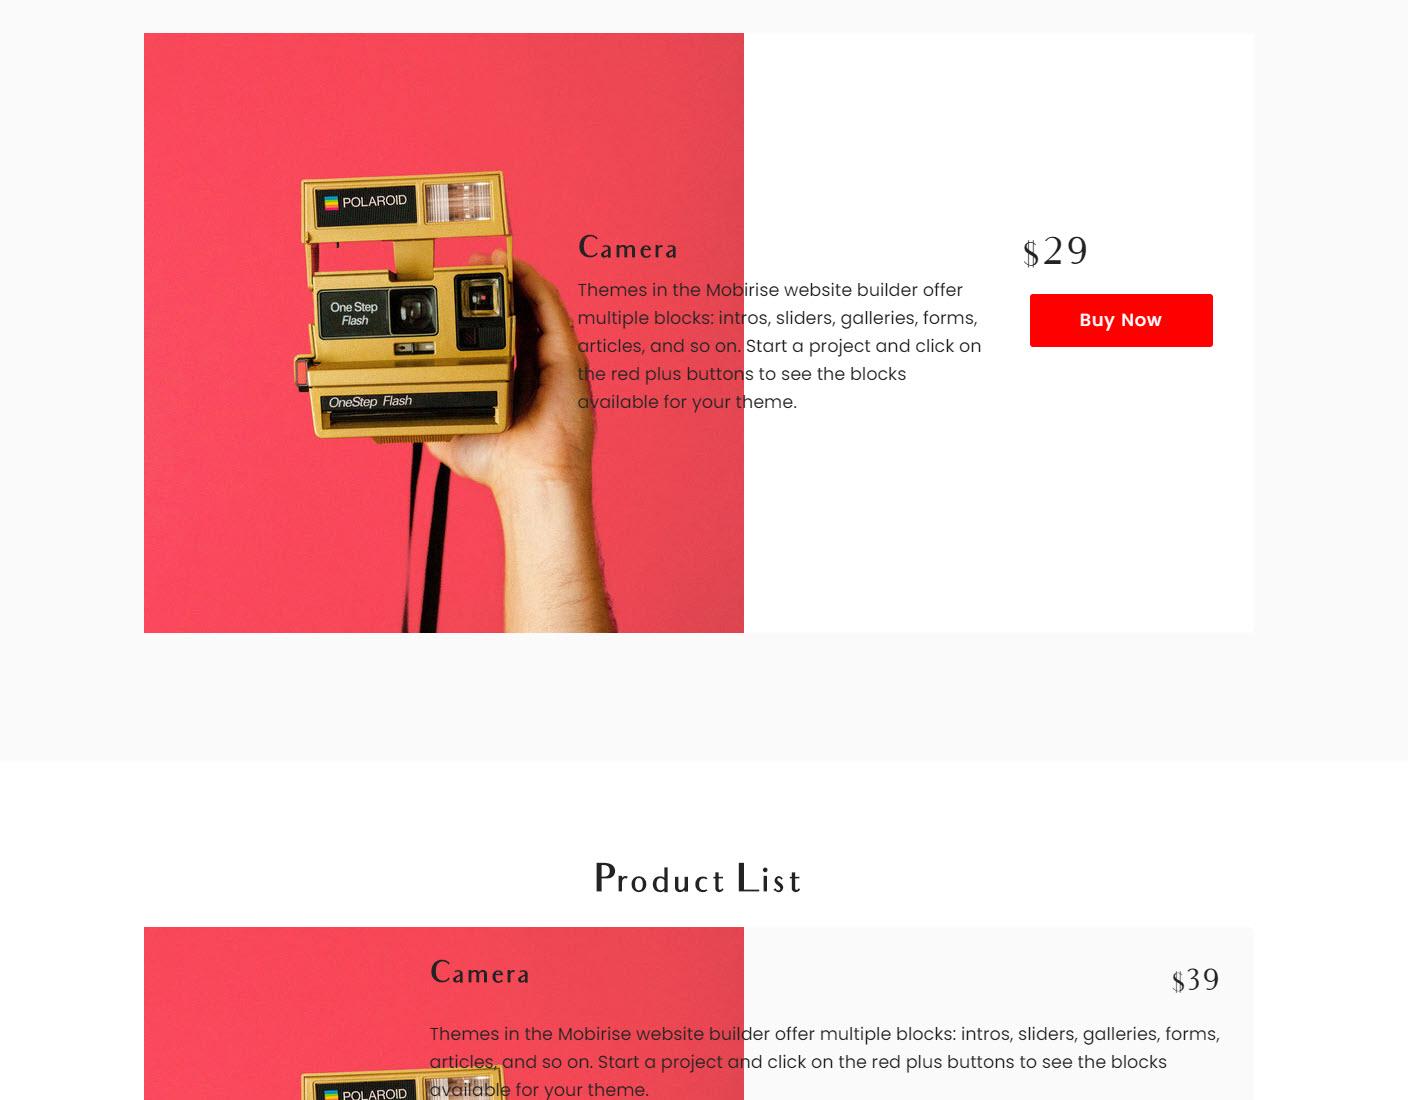 POLAROID
One Step
Flash
OneStep Flash
Camera
Themes in the Mobirise website builder offer
multiple blocks: intros, sliders, galleries, forms,
articles, and so on. Start a project and click on
the red plus buttons to see the blocks
available for your theme.
$29
Buy Now
Product List
Camera
$39
Themes in the Mobirise website builder offer multiple blocks: intros, sliders, galleries, forms,
articles, and so on. Start a project and click on the red plus buttons to see the blocks
available for your theme.
POLAROID